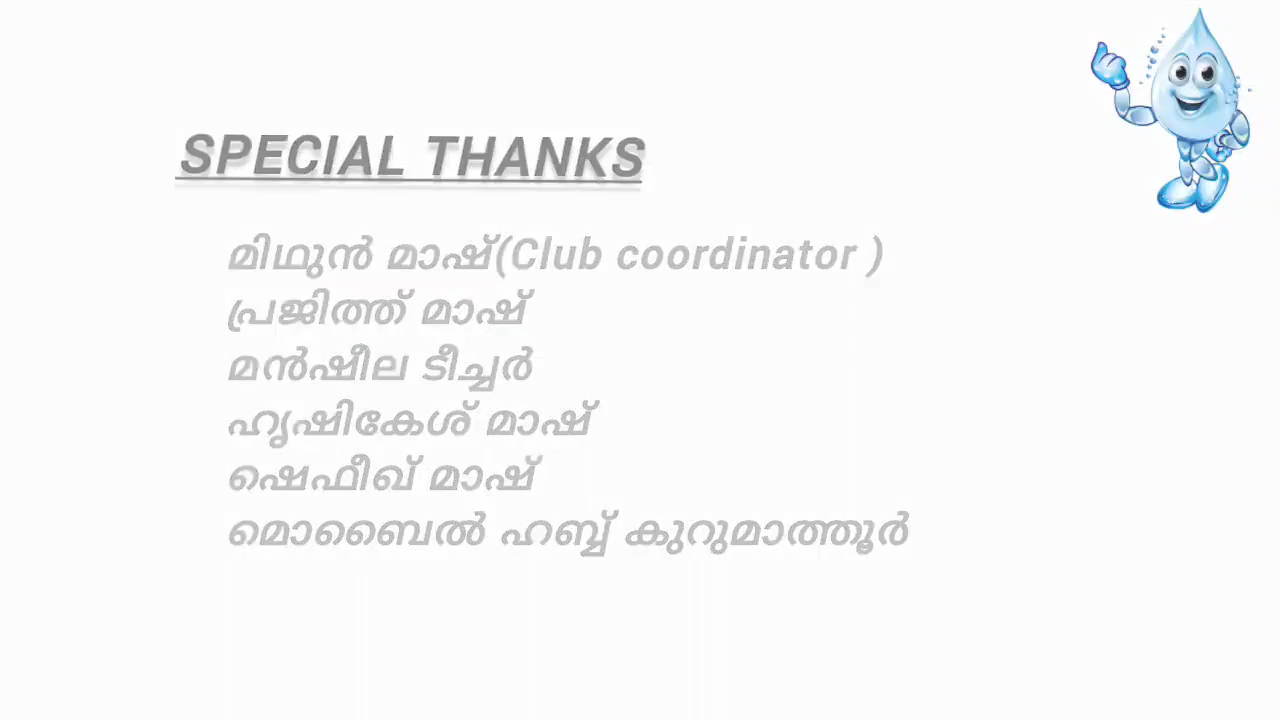 SPECIAL THANKS
മിഥുൻ മാഷ്(Club coordinator )
പ്രജിത്ത് മാഷ്
മൻഷീല ടീച്ചർ
ഹൃഷികേശ് മാഷ്
ഷെഫീഖ് മാഷ്
മൊബൈൽ ഹബ്ബ് കുറുമാത്തൂർ